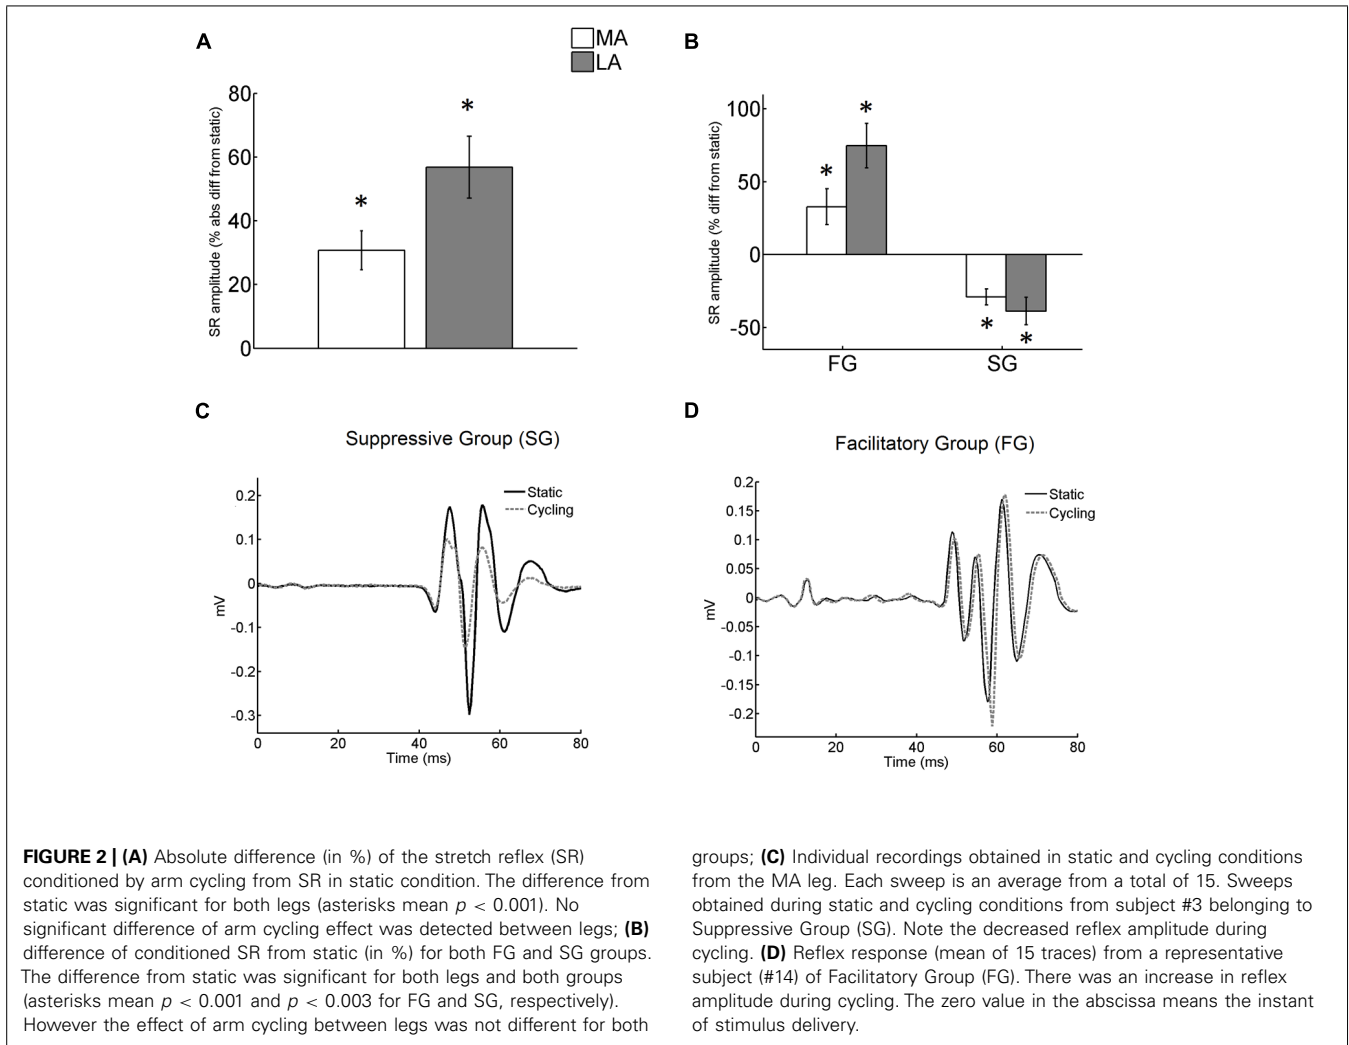 A
MA
LA
80
60
40
20
0
SR amplitude (% abs diff from static)
*
*
B
100
50
0
-50
SR amplitude (% diff from static)
*
*
*
*
FG
SG
C
Suppressive Group (SG)
Static
Cycling
0.2
0.1
0
-0.1
-0.2
-0.3
mV
0
20
40
60
80
Time (ms)
D
Facilitatory Group (FG)
Static
Cycling
0.2
0.15
0.1
0.05
0
-0.05
-0.1
-0.15
-0.2
mV
0
20
40
60
80
Time (ms)
FIGURE 2 | (A) Absolute difference (in %) of the stretch reflex (SR)
conditioned by arm cycling from SR in static condition. The difference from
static was significant for both legs (asterisks mean p < 0.001). No
significant difference of arm cycling effect was detected between legs; (B)
difference of conditioned SR from static (in %) for both FG and SG groups.
The difference from static was significant for both legs and both groups
(asterisks mean p < 0.001 and p < 0.003 for FG and SG, respectively).
However the effect of arm cycling between legs was not different for both
groups; (C) Individual recordings obtained in static and cycling conditions
from the MA leg. Each sweep is an average from a total of 15. Sweeps
obtained during static and cycling conditions from subject #3 belonging to
Suppressive Group (SG). Note the decreased reflex amplitude during
cycling. (D) Reflex response (mean of 15 traces) from a representative
subject (#14) of Facilitatory Group (FG). There was an increase in reflex
amplitude during cycling. The zero value in the abscissa means the instant
of stimulus delivery.